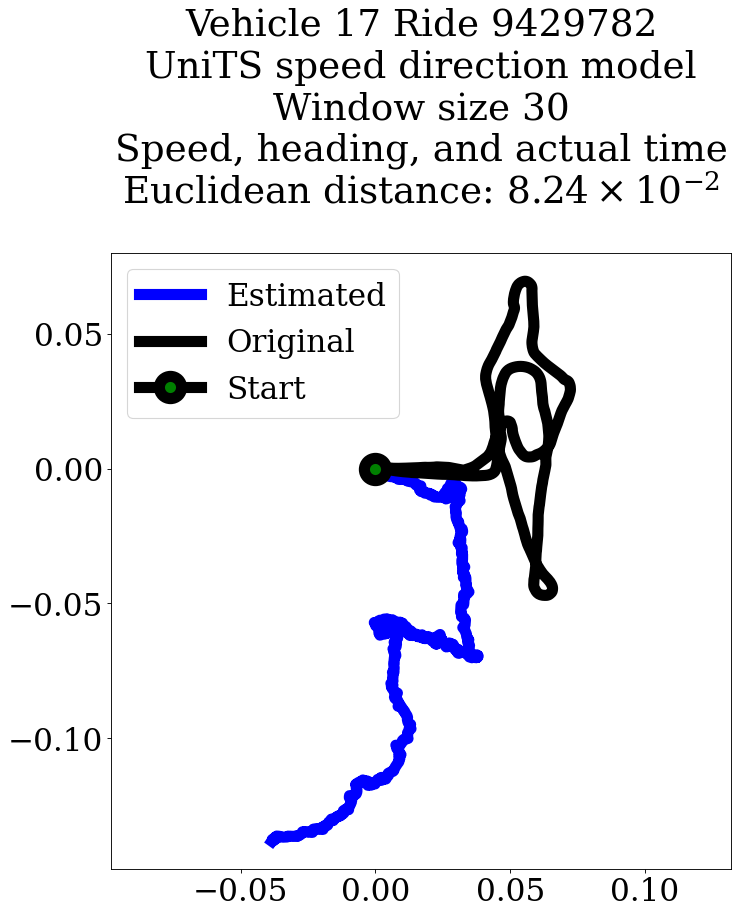 Vehicle 17 Ride 9429782
UniTS speed direction model
Window size 30
Speed, heading, and actual time
Euclidean distance: 8.24 × 10⁻²
Estimated
Original
Start
0.05
0.00
−0.05
−0.10
−0.05 0.00 0.05 0.10